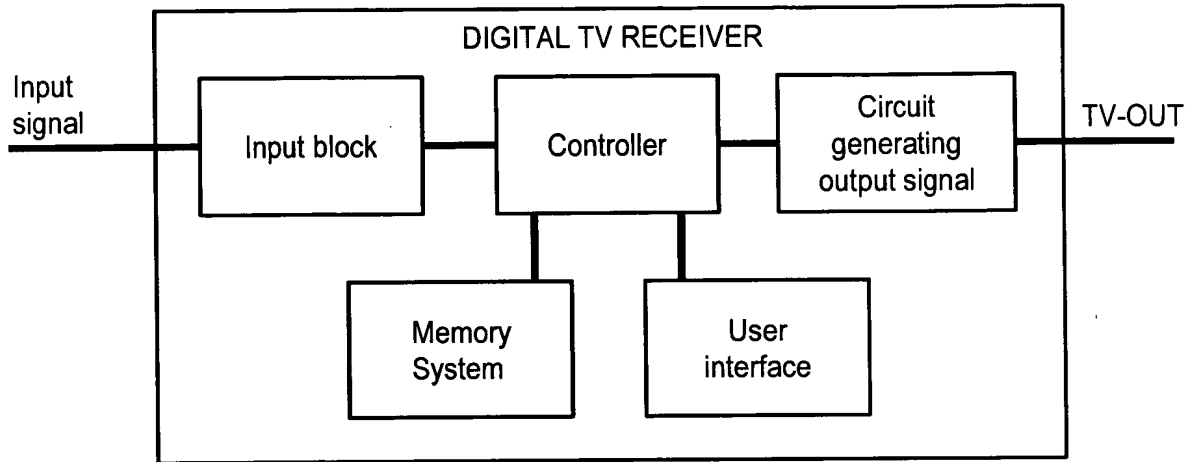 DIGITAL TV RECEIVER
Input
signal
Input block
Controller
Circuit
generating
output signal
TV-OUT
Memory
System
User
interface